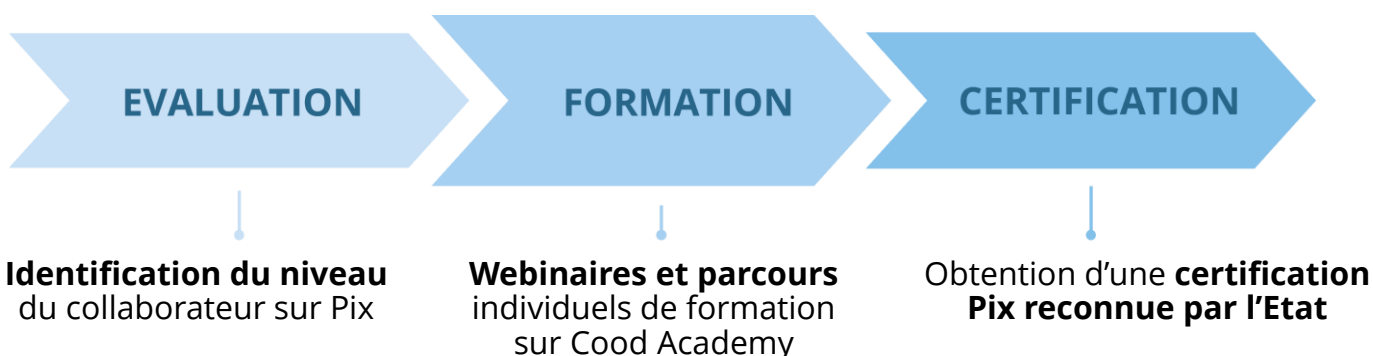 EVALUATION
FORMATION
CERTIFICATION
Identification du niveau
du collaborateur sur Pix
Webinaires et parcours
individuels de formation
sur Cood Academy
Obtention d’une certification
Pix reconnue par l’Etat